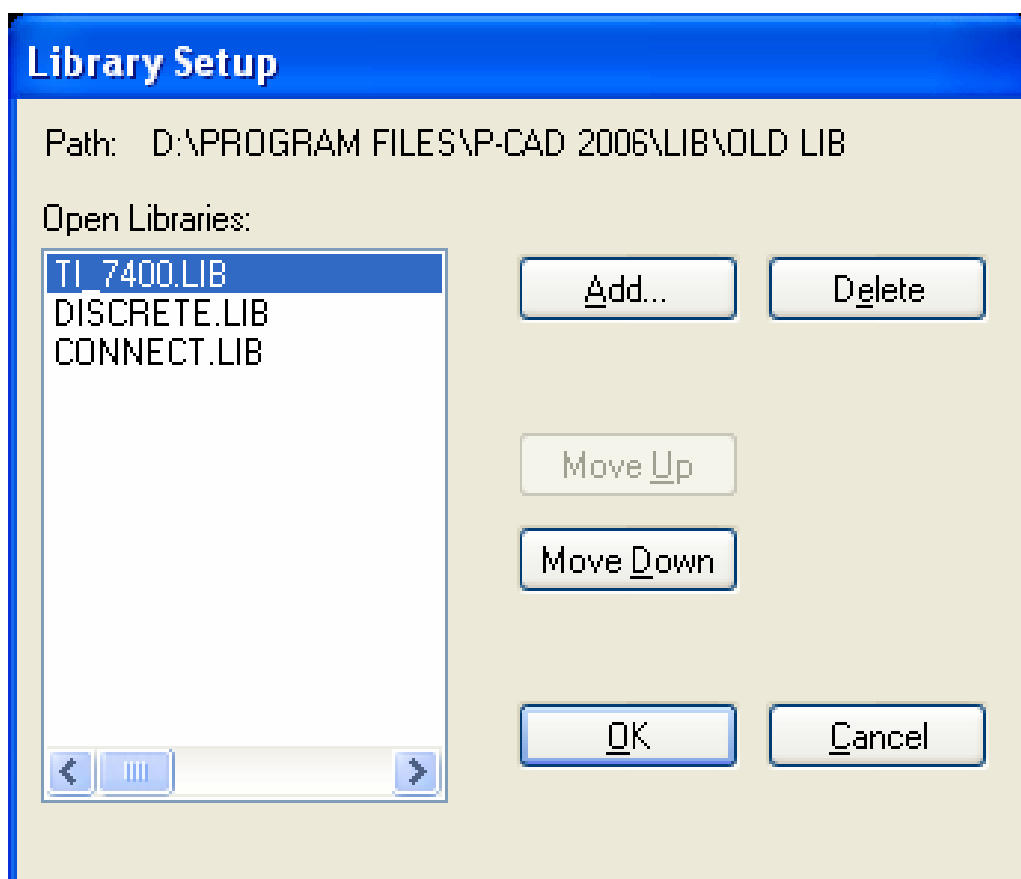 Library Setup
Path: D:\PROGRAM FILES\P-CAD 2006\LIB\OLD LIB
Open Libraries:
TI_7400.LIB
DISCRETE.LIB
CONNECT.LIB
Add... Delete
Move Up
Move Down
OK Cancel